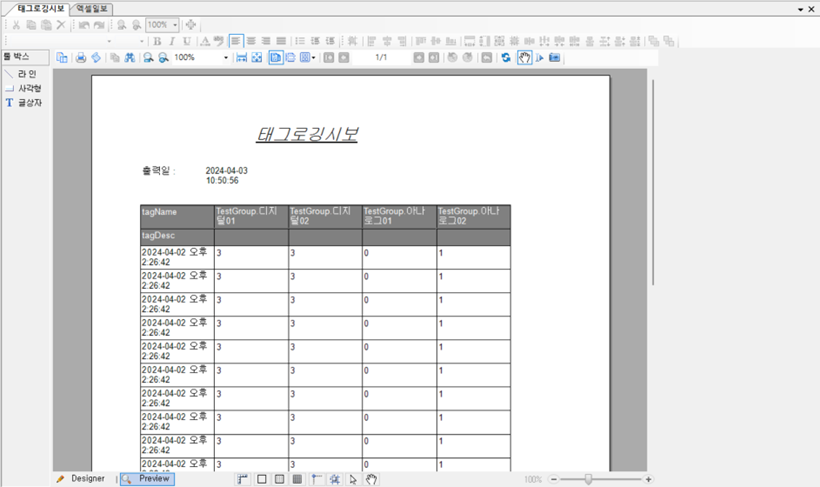 태그로깅시보 엑셀일보
100%
B I U
툴 박스
100% 1/1
라 인
사각형
T 글상자
태그로깅시보
출력일 : 2024-04-03
10:50:56
tagName TestGroup.디지털01 TestGroup.디지털02 TestGroup.아나로그01 TestGroup.아나로그02
tagDesc
2024-04-02 오후 2:26:42 3 3 0 1
2024-04-02 오후 2:26:42 3 3 0 1
2024-04-02 오후 2:26:42 3 3 0 1
2024-04-02 오후 2:26:42 3 3 0 1
2024-04-02 오후 2:26:42 3 3 0 1
2024-04-02 오후 2:26:42 3 3 0 1
2024-04-02 오후 2:26:42 3 3 0 1
2024-04-02 오후 2:26:42 3 3 0 1
2024-04-02 오후 2:26:42 3 3 0 1
2024-04-02 오후 3 3 0 1
Designer Preview 100%